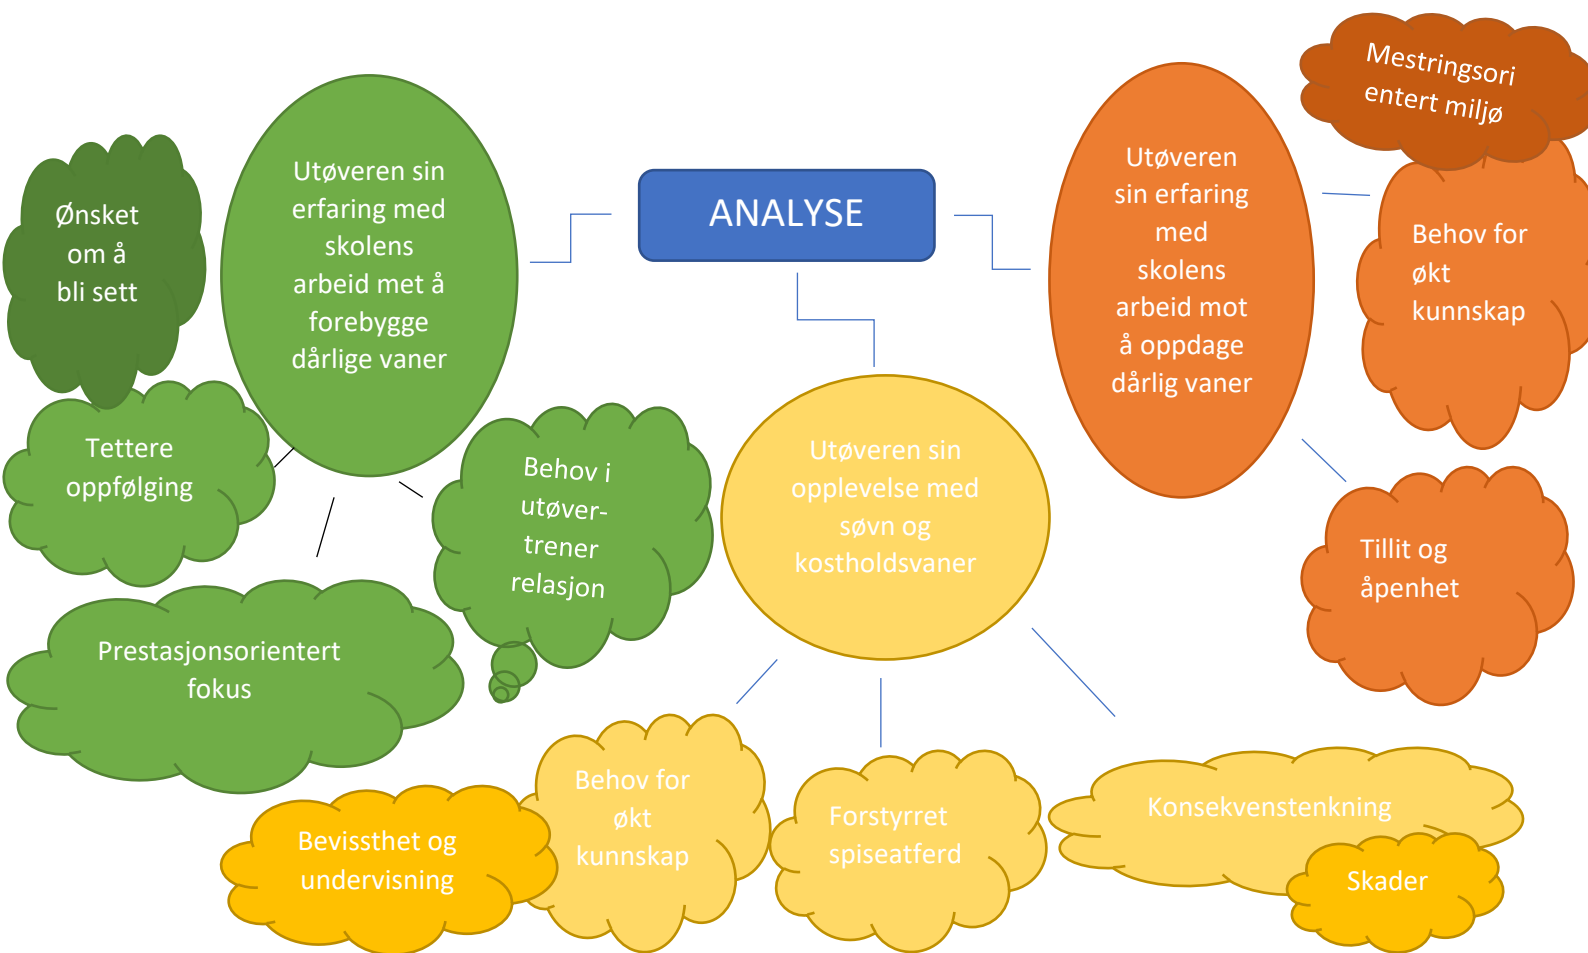 ANALYSE
Utøveren sin
erfaring med
skolens
arbeid met å
forebygge
dårlige vaner
Ønsket
om å
bli sett
Tettere
oppfølging
Prestasjonsorientert
fokus
Behov i
utøver-
trener
relasjon
Utøveren sin
opplevelse med
søvn og
kostholdsvaner
Behov for
økt
kunnskap
Bevissthet og
undervisning
Forstyrret
spiseatferd
Konsekvenstenkning
Skader
Utøveren
sin erfaring
med
skolens
arbeid mot
å oppdage
dårlig vaner
Mestringsori
entert miljø
Behov for
økt
kunnskap
Tillit og
åpenhet